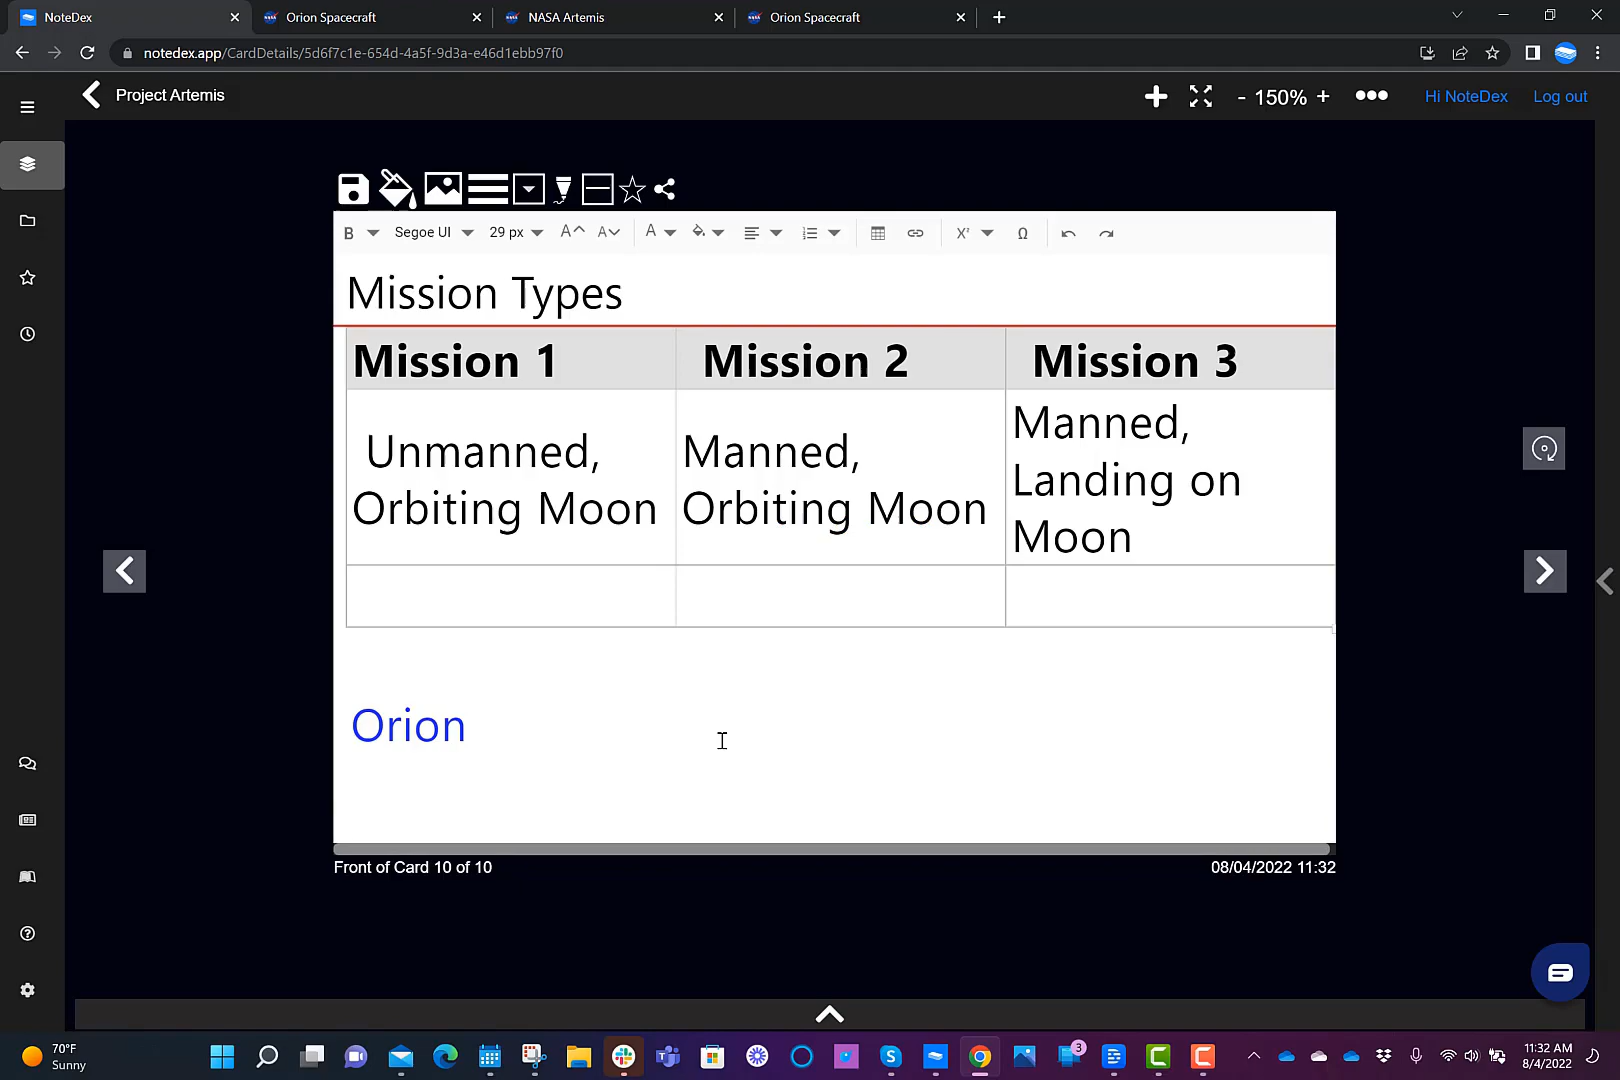 NoteDex
Orion Spacecraft
NASA Artemis
Orion Spacecraft
notedex.app/CardDetails/5d6f7c1e-654d-4a5f-9d3a-e46d1ebb97f0
Project Artemis
- 150% +
Hi NoteDex
Log out
B Segoe UI 29 px A A A X² Ω
Mission Types
Mission 1 Mission 2 Mission 3
Unmanned,
Orbiting Moon
Manned,
Orbiting Moon
Manned,
Landing on
Moon
Orion
Front of Card 10 of 10
08/04/2022 11:32
70°F
Sunny
3
11:32 AM
8/4/2022